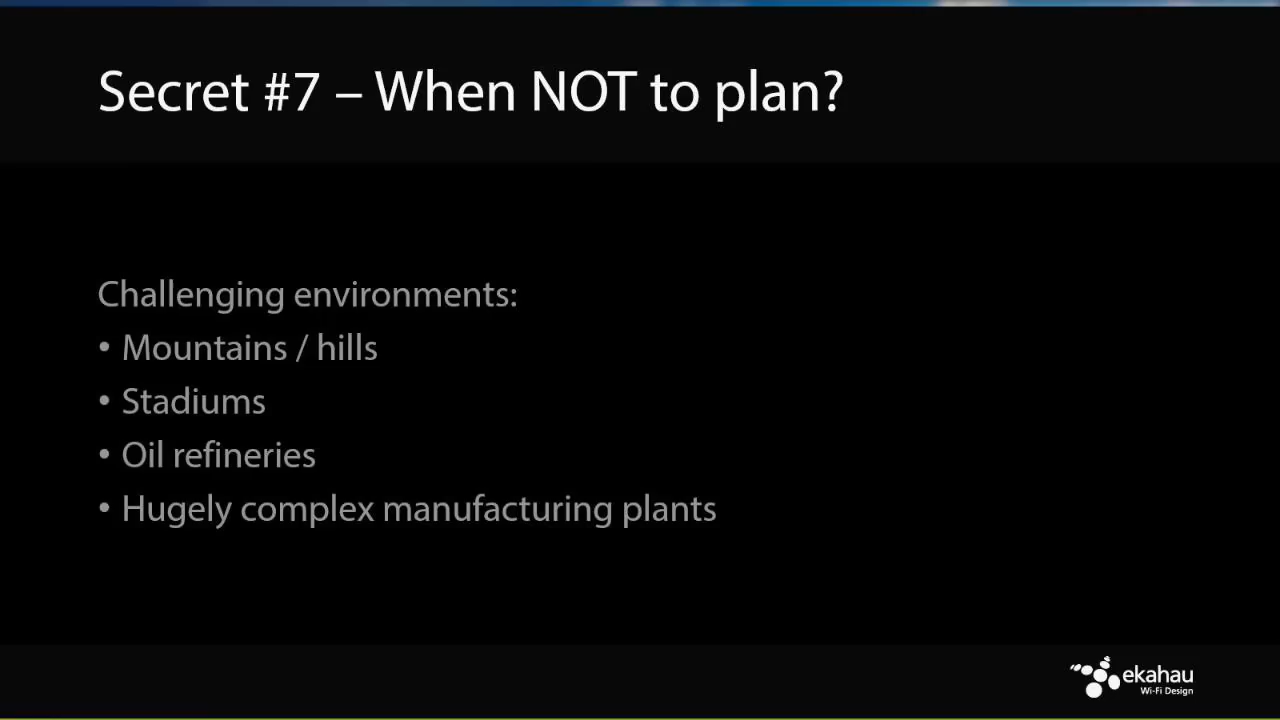 Secret #7 – When NOT to plan?
Challenging environments:
• Mountains / hills
• Stadiums
• Oil refineries
• Hugely complex manufacturing plants
ekahau
Wi-Fi Design